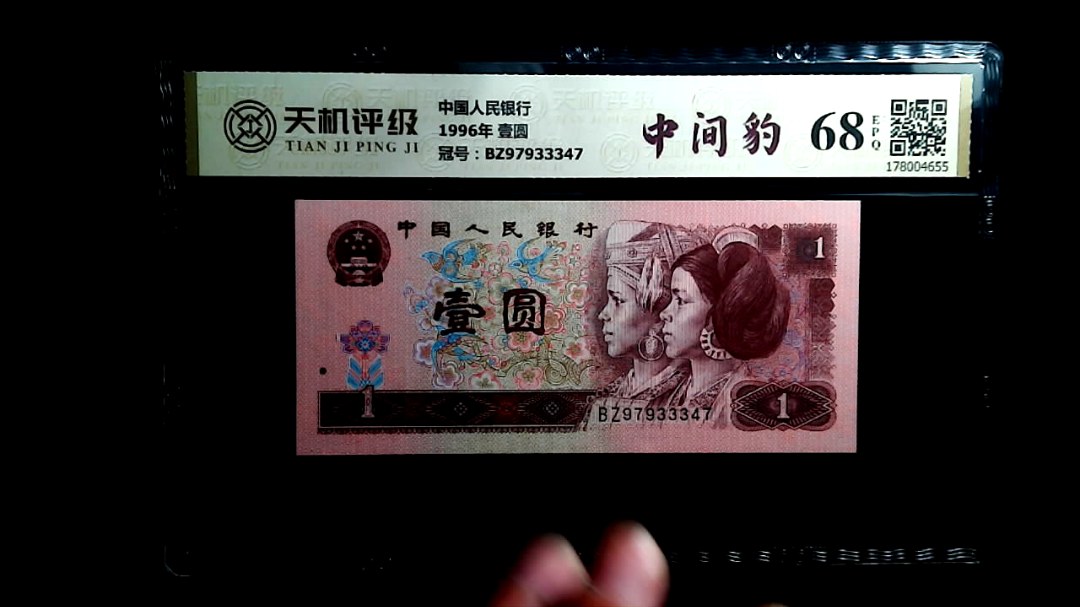 天机评级
TIAN JI PING JI
中国人民银行
1996年 壹圆
冠号：BZ97933347
中间豹
68
EPQ
178004655
中国人民银行
1
壹圆
1
BZ97933347
1